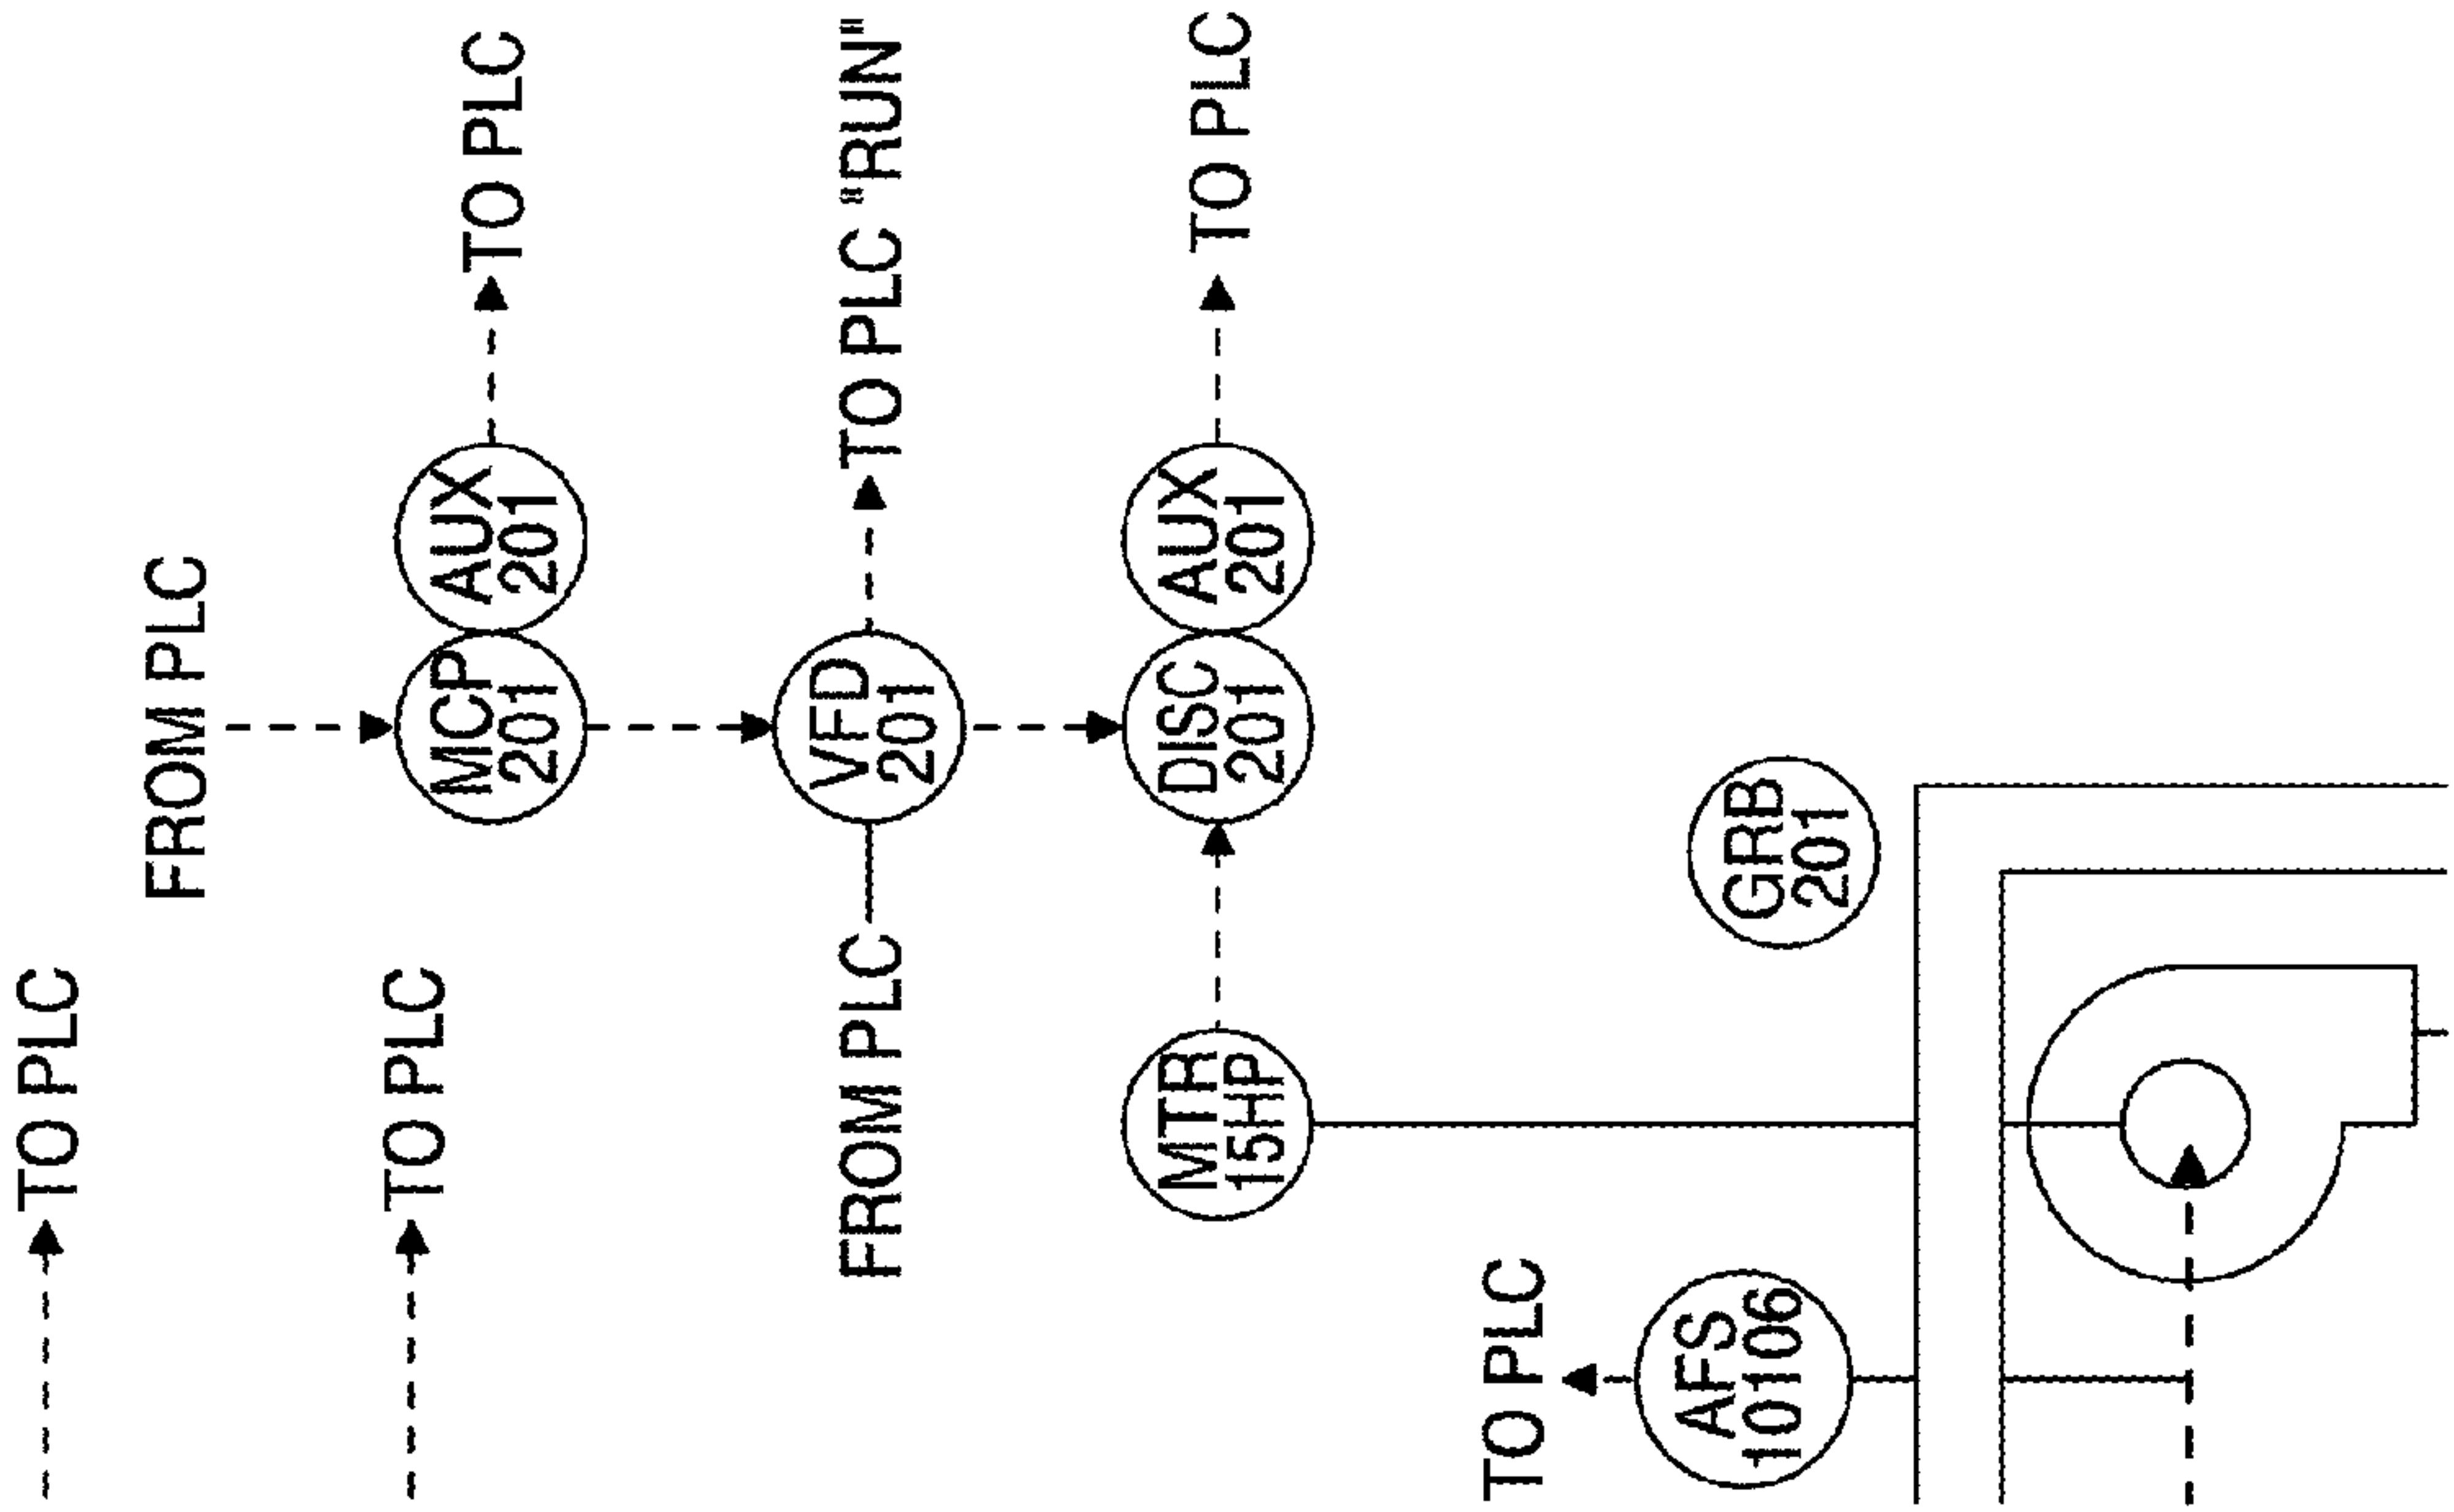 TO PLC
TO PLC
FROM PLC
MCP
201
AUX
201
TO PLC
FROM PLC
VFD
201
TO PLC "RUN"
MTR
15HP
DISC
201
AUX
201
TO PLC
TO PLC
AFS
10106
GRB
201